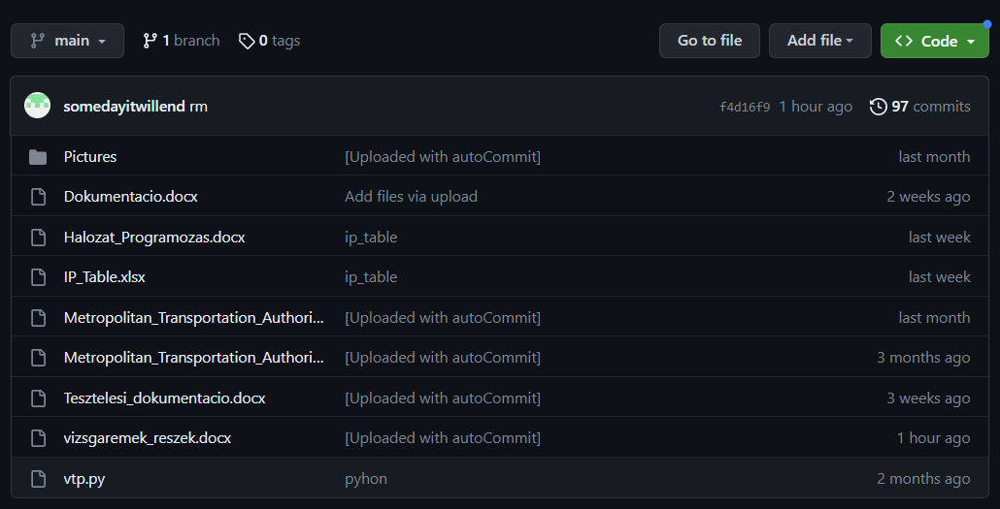 main 1 branch 0 tags Go to file Add file Code
somedayitwillend rm f4d16f9 1 hour ago 97 commits
Pictures [Uploaded with autoCommit] last month
Dokumentacio.docx Add files via upload 2 weeks ago
Halozat_Programozas.docx ip_table last week
IP_Table.xlsx ip_table last week
Metropolitan_Transportation_Authori... [Uploaded with autoCommit] last month
Metropolitan_Transportation_Authori... [Uploaded with autoCommit] 3 months ago
Tesztelesi_dokumentacio.docx [Uploaded with autoCommit] 3 weeks ago
vizsgaremek_reszek.docx [Uploaded with autoCommit] 1 hour ago
vtp.py pyhon 2 months ago